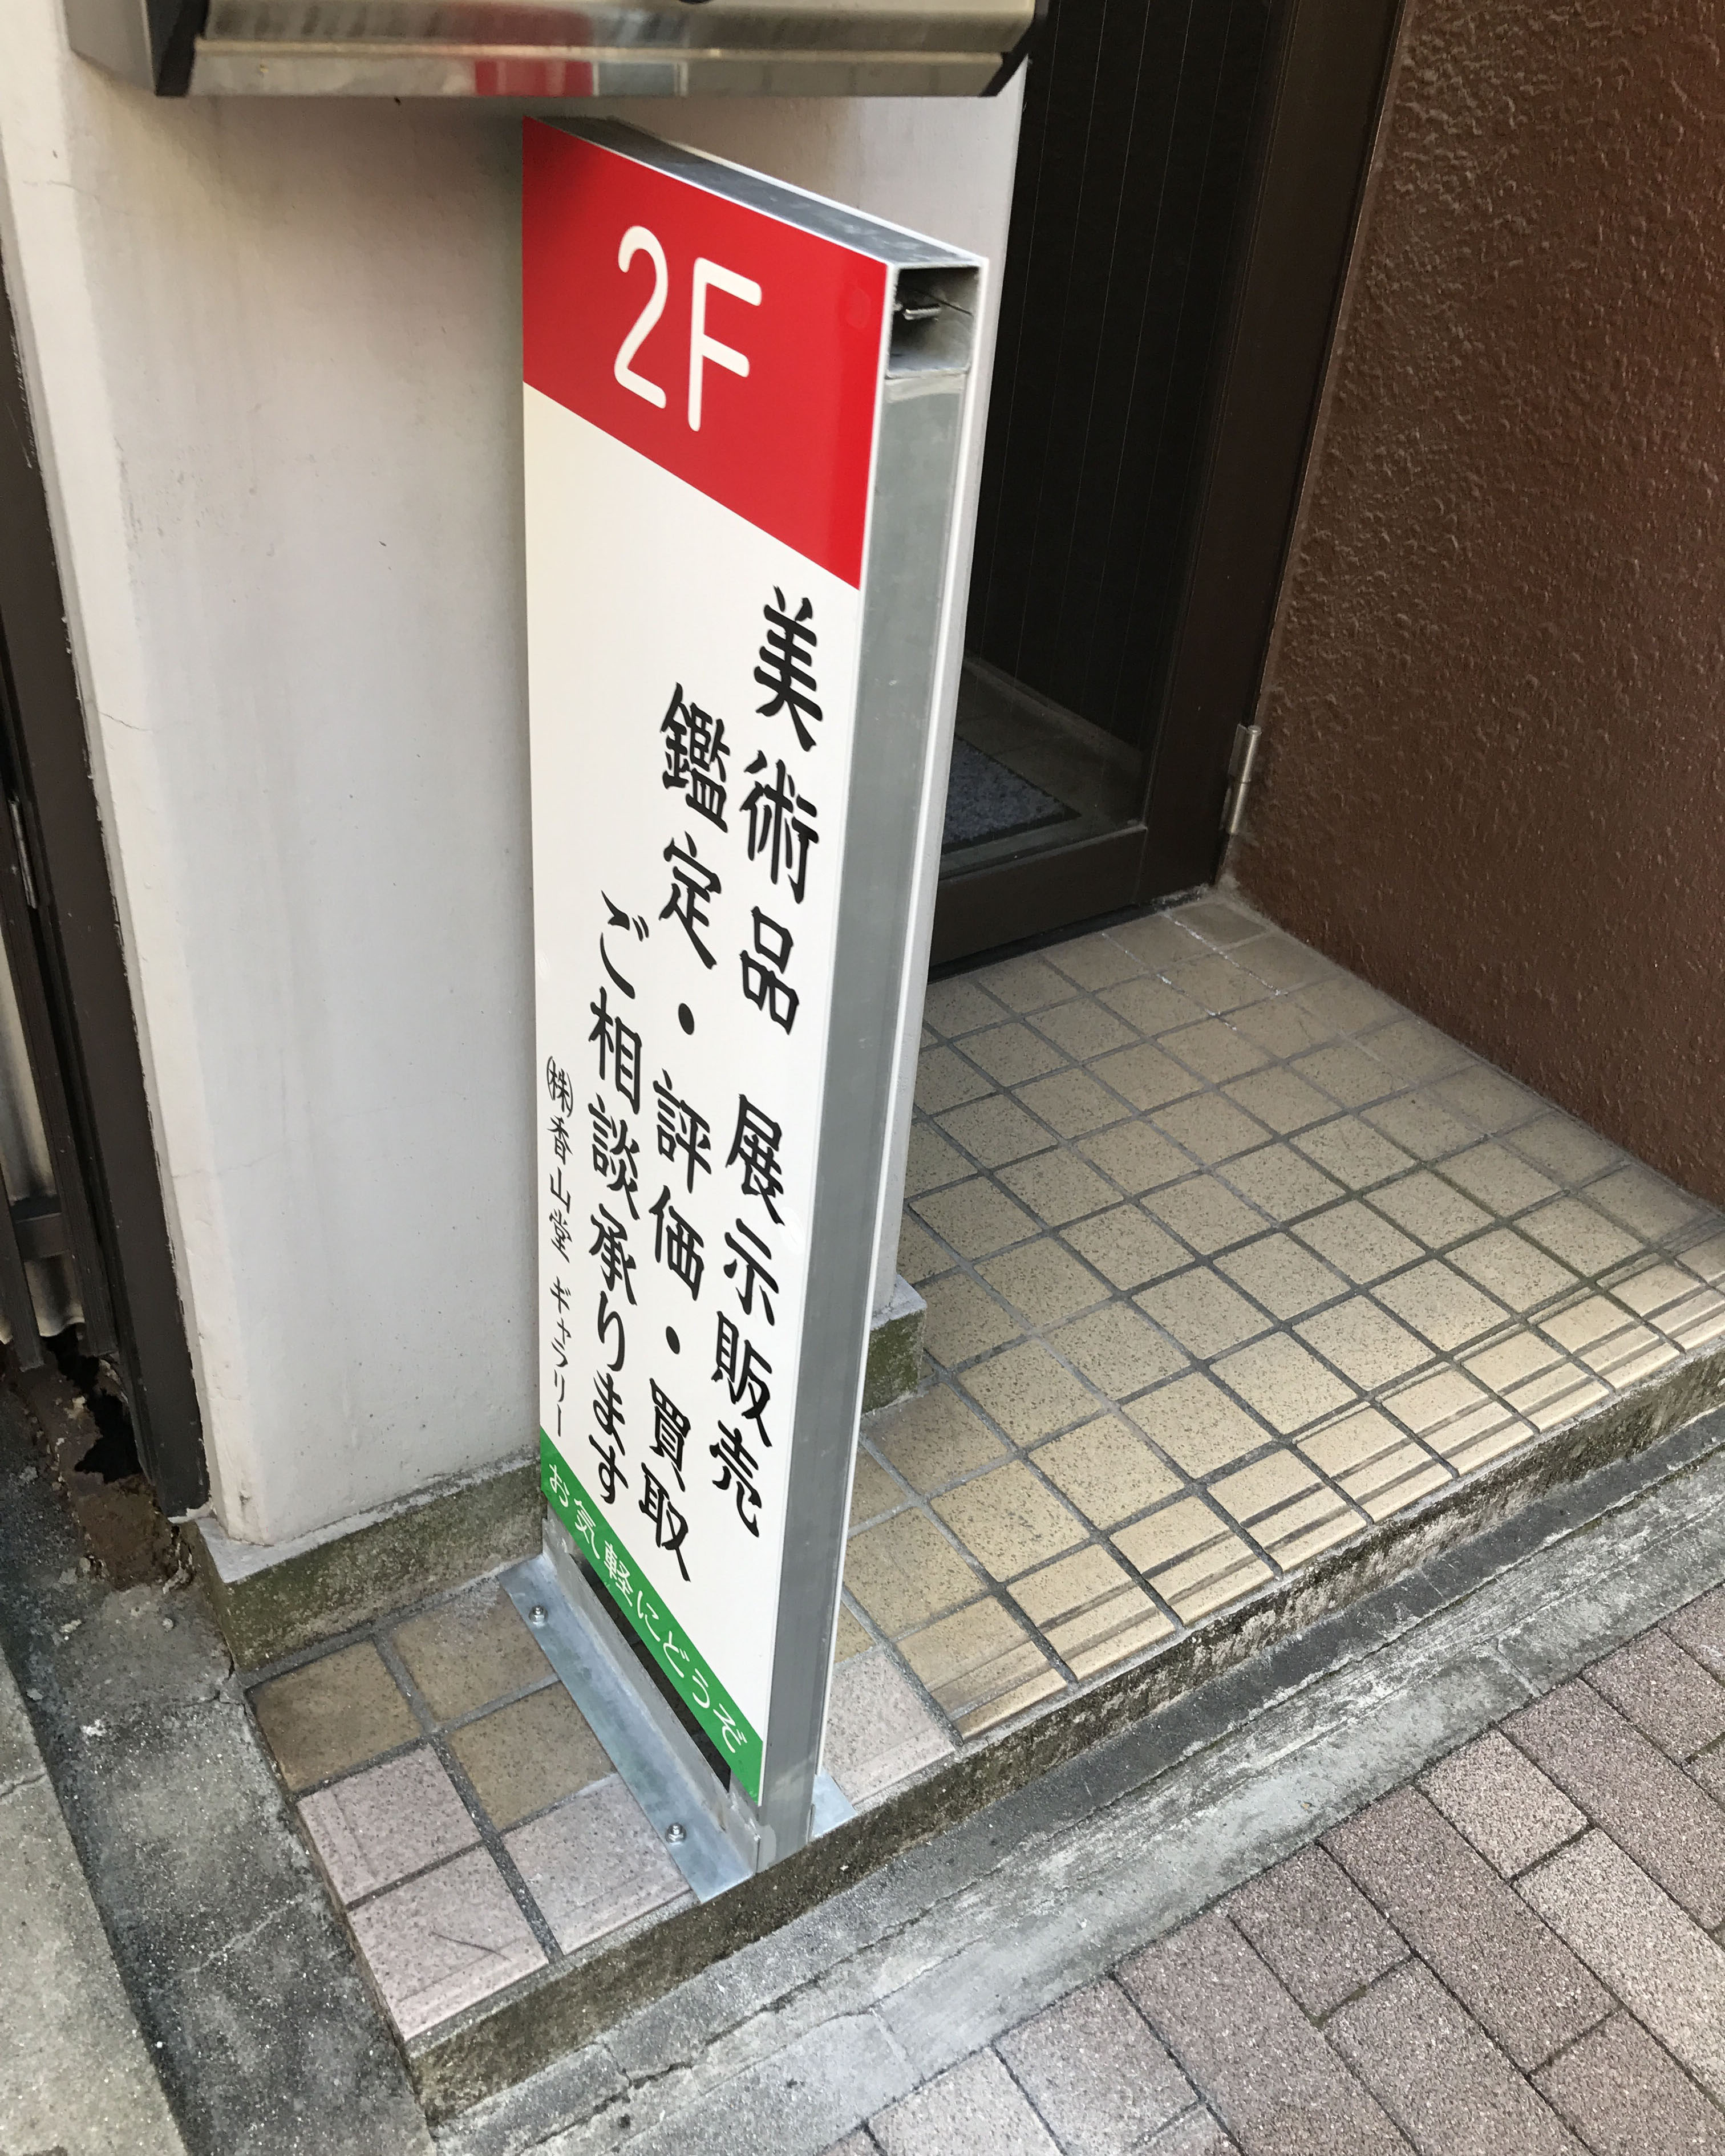 2F
美術品 展示販売
鑑定・評価・買取
ご相談承ります
㈱香山堂 ギャラリー
お気軽にどうぞ